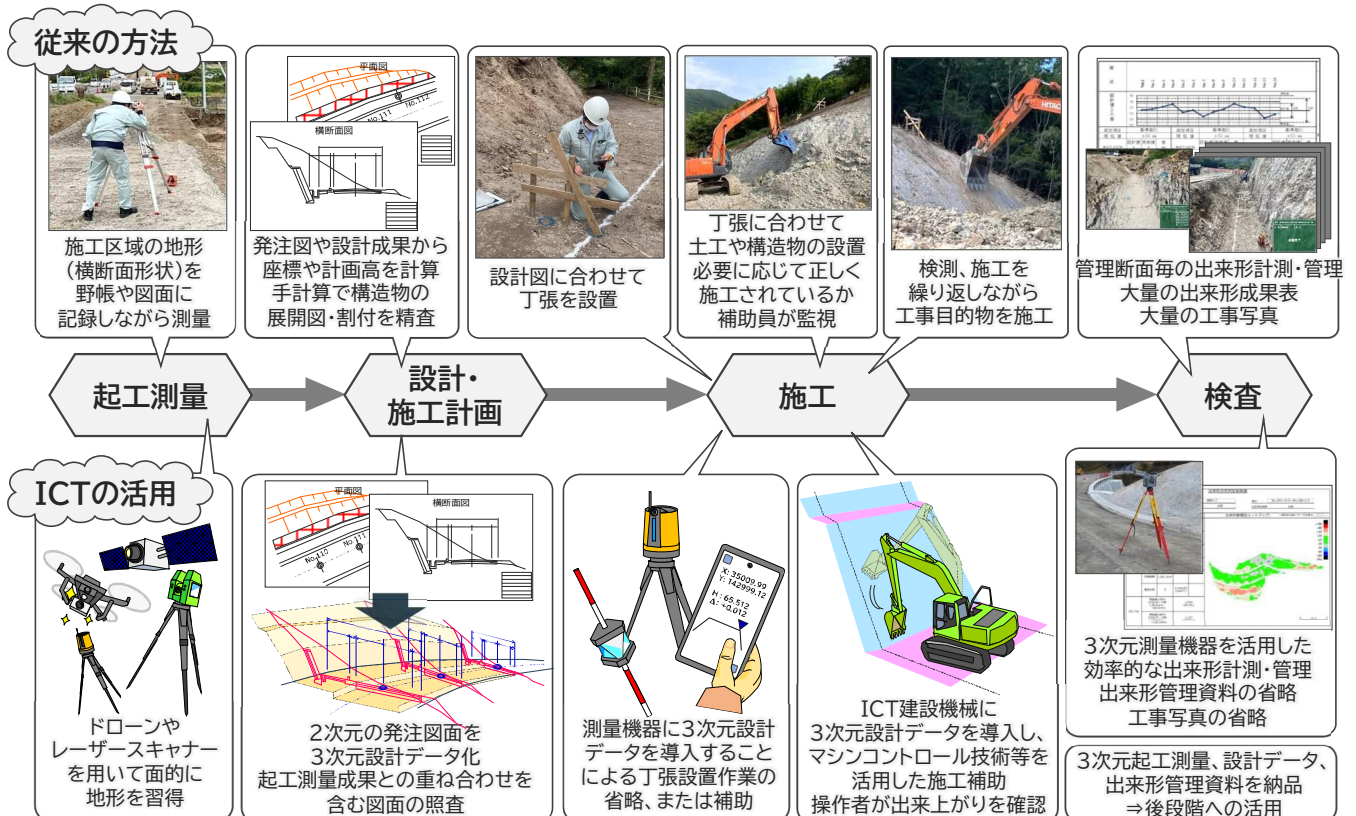 従来の方法
平面図
No.111
No.112
横断面図
HITACHI
施工区域の地形
(横断面形状)を
野帳や図面に
記録しながら測量
発注図や設計成果から
座標や計画高を計算
手計算で構造物の
展開図・割付を精査
設計図に合わせて
丁張を設置
丁張に合わせて
土工や構造物の設置
必要に応じて正しく
施工されているか
補助員が監視
検測、施工を
繰り返しながら
工事目的物を施工
管理断面毎の出来形計測・管理
大量の出来形成果表
大量の工事写真
起工測量
設計・
施工計画
施工
検査
ICTの活用
平面図
No.110
No.111
横断面図
X: 35009.99
Y: 142999.12
H: 65.512
Δ: +0.012
ドローンや
レーザースキャナー
を用いて面的に
地形を習得
2次元の発注図面を
3次元設計データ化
起工測量成果との重ね合わせを
含む図面の照査
測量機器に3次元設計
データを導入すること
による丁張設置作業の
省略、または補助
ICT建設機械に
3次元設計データを導入し、
マシンコントロール技術等を
活用した施工補助
操作者が出来上がりを確認
3次元測量機器を活用した
効率的な出来形計測・管理
出来形管理資料の省略
工事写真の省略
3次元起工測量、設計データ、
出来形管理資料を納品
⇒後段階への活用